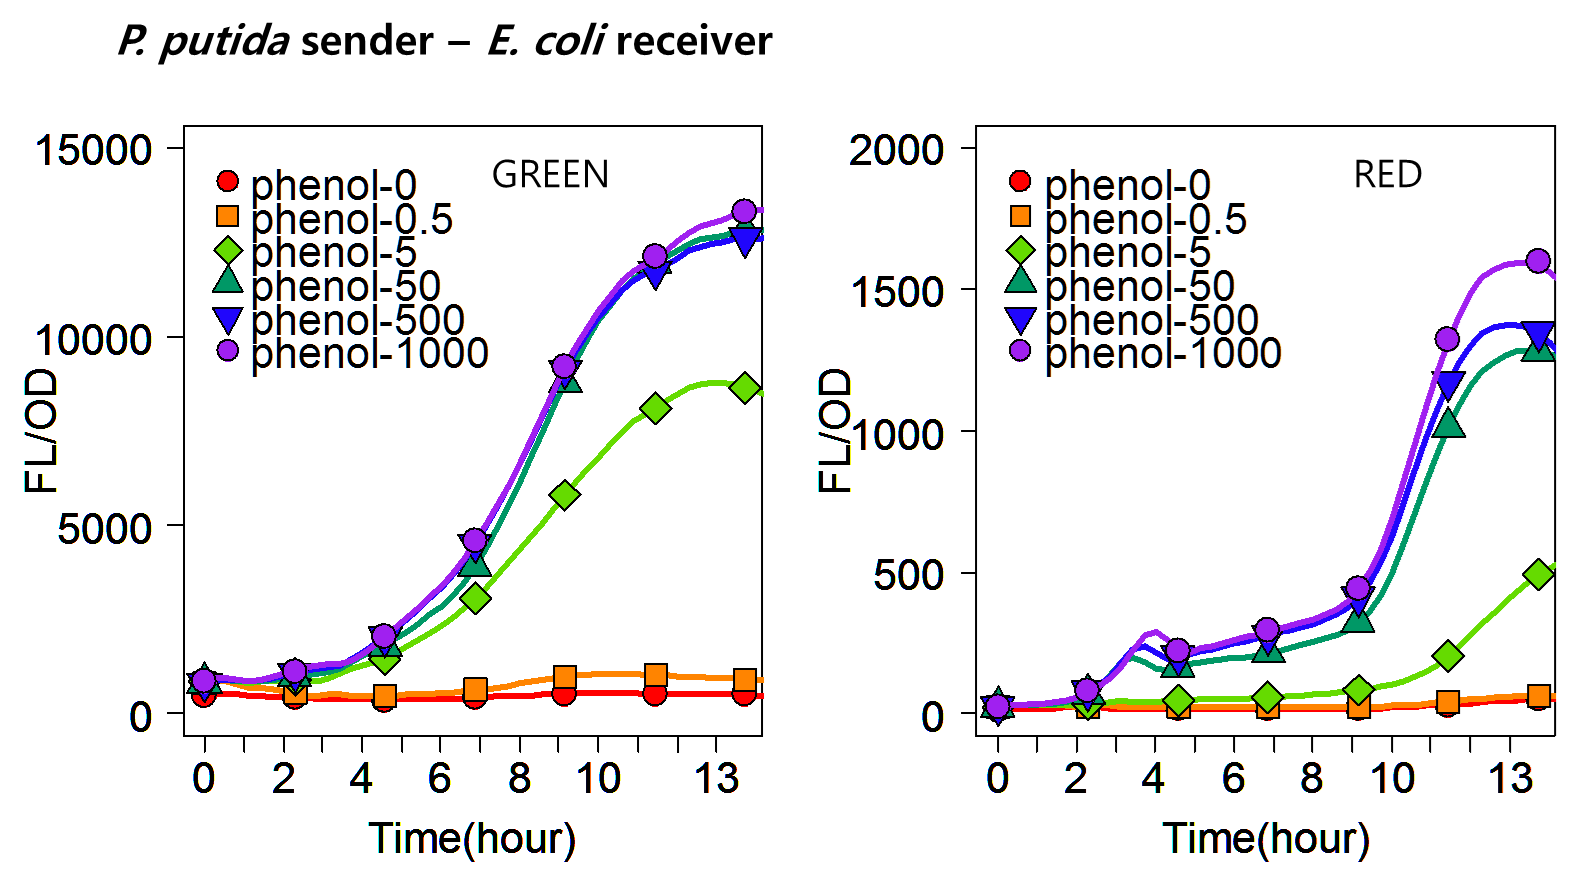 P. putida sender – E. coli receiver
GREEN
phenol-0
phenol-0.5
phenol-5
phenol-50
phenol-500
phenol-1000
15000
10000
5000
0
FL/OD
0 2 4 6 8 10 13
Time(hour)
RED
phenol-0
phenol-0.5
phenol-5
phenol-50
phenol-500
phenol-1000
2000
1500
1000
500
0
FL/OD
0 2 4 6 8 10 13
Time(hour)